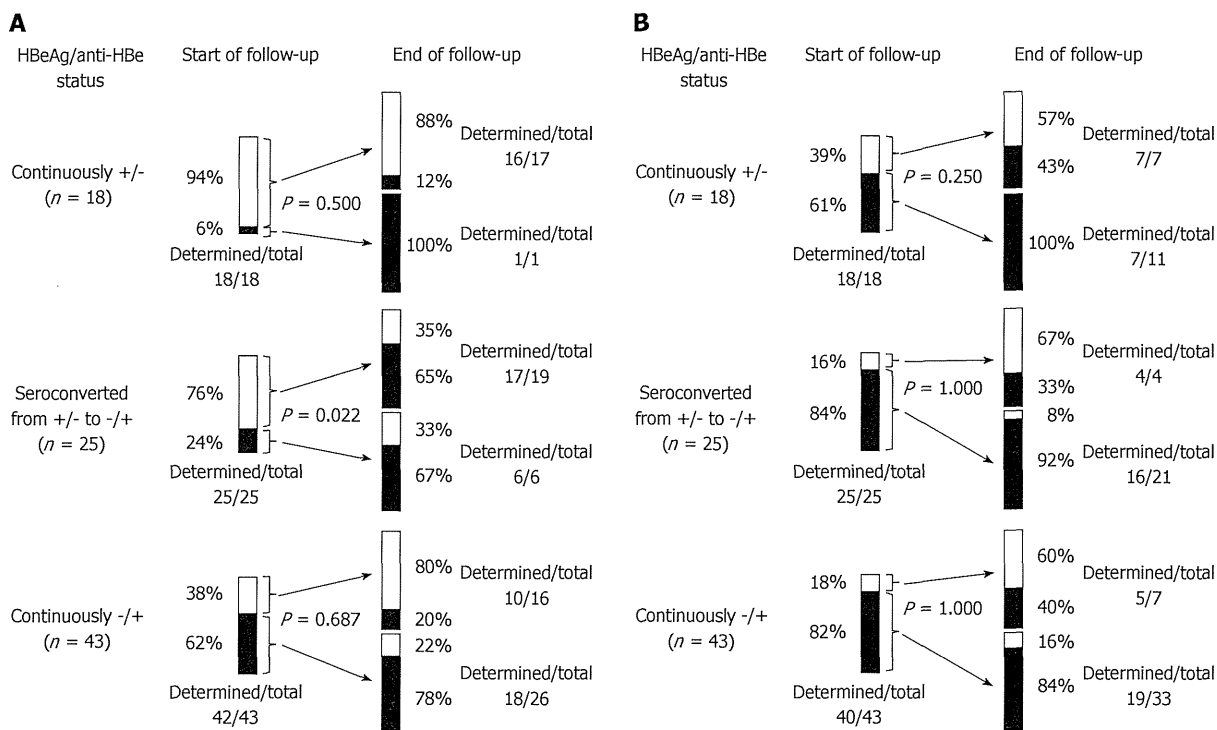 A
HBeAg/anti-HBe
status
Start of follow-up
End of follow-up
Continuously +/-
(n = 18)
94%
6%
P = 0.500
Determined/total
18/18
88%
12%
Determined/total
16/17
100%
Determined/total
1/1
Seroconverted
from +/- to -/+
(n = 25)
76%
24%
P = 0.022
Determined/total
25/25
35%
65%
Determined/total
17/19
33%
67%
Determined/total
6/6
Continuously -/+
(n = 43)
38%
62%
P = 0.687
Determined/total
42/43
80%
20%
Determined/total
10/16
22%
78%
Determined/total
18/26
B
HBeAg/anti-HBe
status
Start of follow-up
End of follow-up
Continuously +/-
(n = 18)
39%
61%
P = 0.250
Determined/total
18/18
57%
43%
Determined/total
7/7
100%
Determined/total
7/11
Seroconverted
from +/- to -/+
(n = 25)
16%
84%
P = 1.000
Determined/total
25/25
67%
33%
Determined/total
4/4
8%
92%
Determined/total
16/21
Continuously -/+
(n = 43)
18%
82%
P = 1.000
Determined/total
40/43
60%
40%
Determined/total
5/7
16%
84%
Determined/total
19/33